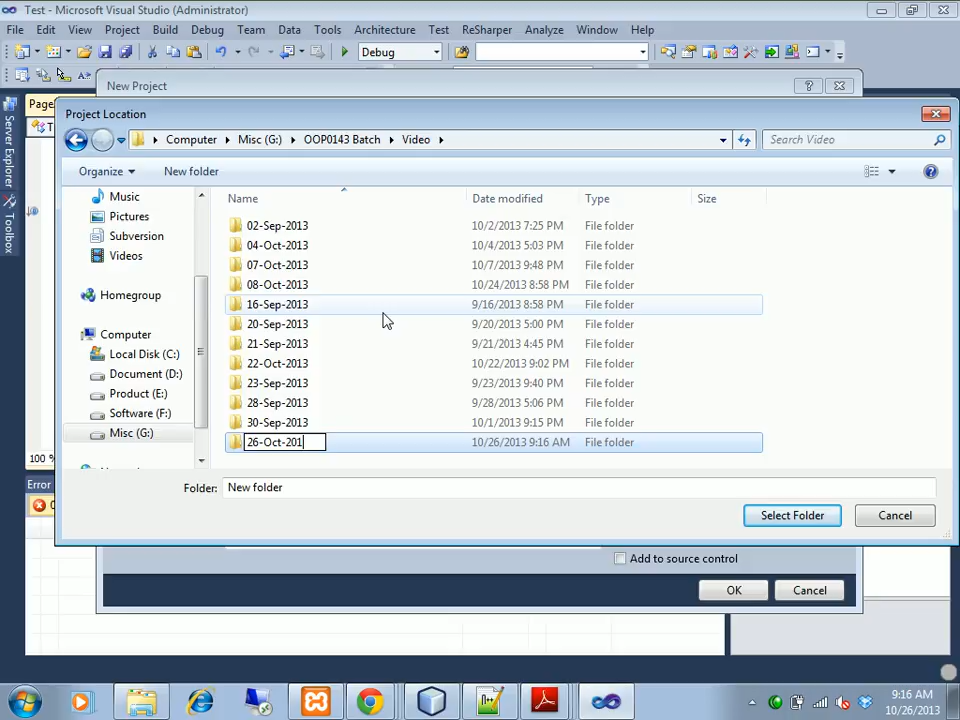 Test - Microsoft Visual Studio (Administrator)
File Edit View Project Build Debug Team Data Tools Architecture Test ReSharper Analyze Window Help
Debug
New Project
Page
Project Location
Computer Misc (G:) OOP0143 Batch Video
Search Video
Organize New folder
Server Explorer
Toolbox
Name Date modified Type Size
Music
Pictures
Subversion
Videos
Homegroup
Computer
Local Disk (C:)
Document (D:)
Product (E:)
Software (F:)
Misc (G:)
02-Sep-2013 10/2/2013 7:25 PM File folder
04-Oct-2013 10/4/2013 5:03 PM File folder
07-Oct-2013 10/7/2013 9:48 PM File folder
08-Oct-2013 10/24/2013 8:58 PM File folder
16-Sep-2013 9/16/2013 8:58 PM File folder
20-Sep-2013 9/20/2013 5:00 PM File folder
21-Sep-2013 9/21/2013 4:45 PM File folder
22-Oct-2013 10/22/2013 9:02 PM File folder
23-Sep-2013 9/23/2013 9:40 PM File folder
28-Sep-2013 9/28/2013 5:06 PM File folder
30-Sep-2013 10/1/2013 9:15 PM File folder
26-Oct-201 10/26/2013 9:16 AM File folder
100 %
Error
Folder: New folder
Select Folder Cancel
Add to source control
OK Cancel
9:16 AM
10/26/2013